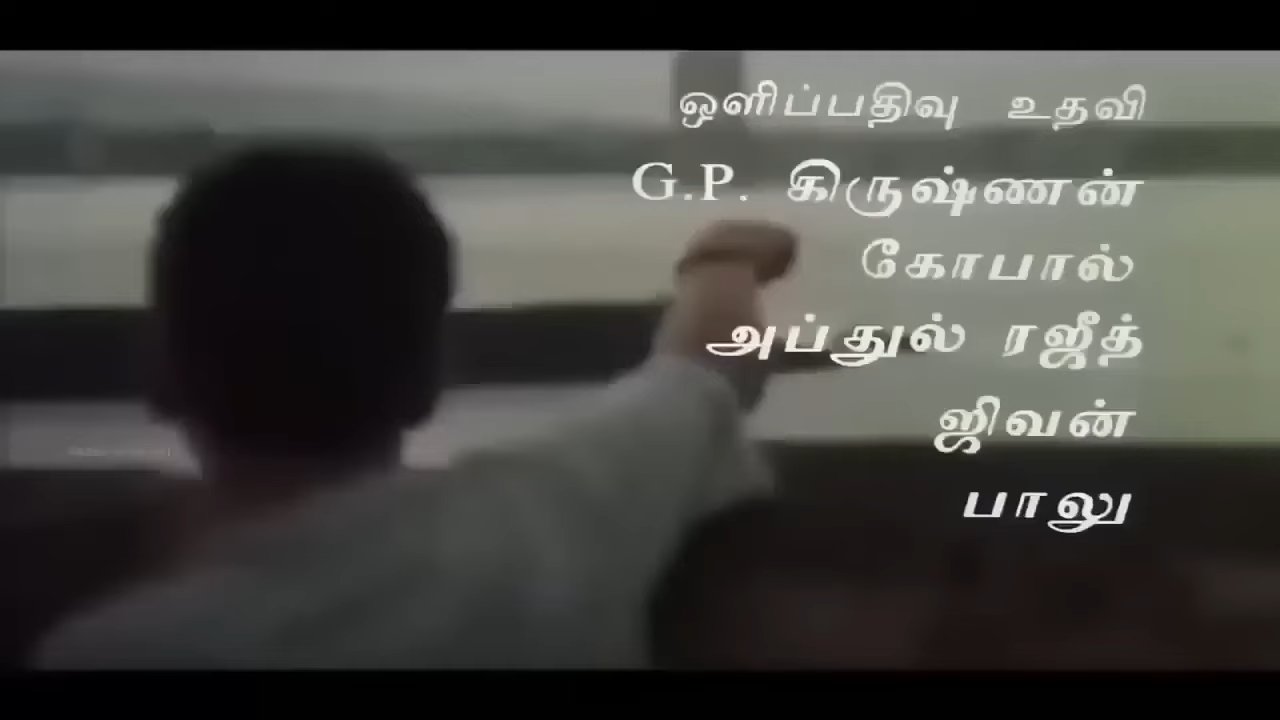 ஒளிப்பதிவு உதவி
G.P. கிருஷ்ணன்
கோபால்
அப்துல் ரஜீத்
ஜிவன்
பாலு